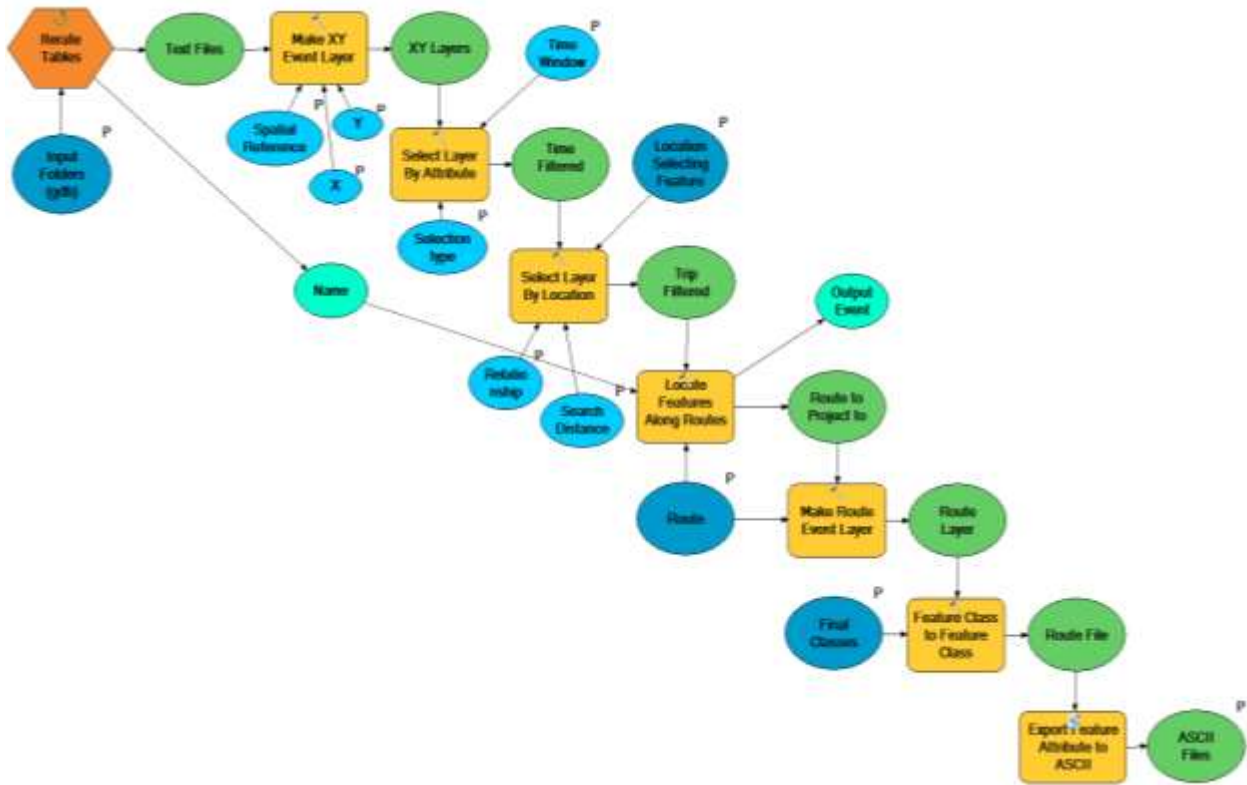 P
Iterate
Tables
Text Files
Make XY
Event Layer
XY Layers
Time
Window
P
Input
Folders
(gdb)
P
Spatial
Reference
P
Y
P
X
P
Select Layer
By Attribute
Time
Filtered
Location
Selecting
Feature
P
Selection
type
P
Name
Select Layer
By Location
Trip
Filtered
Output
Event
Relatio
nship
P
Search
Distance
P
Locate
Features
Along Routes
Route to
Project to
Route
P
Make Route
Event Layer
Route
Layer
Final
Classes
P
Feature Class
to Feature
Class
Route File
Export Feature
Attribute to
ASCII
ASCII
Files
P